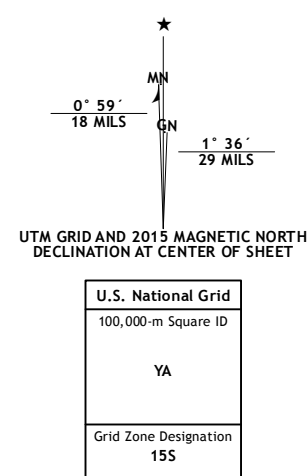 ★
MN
0° 59´
18 MILS
GN
1° 36´
29 MILS
UTM GRID AND 2015 MAGNETIC NORTH
DECLINATION AT CENTER OF SHEET
U.S. National Grid
100,000-m Square ID
YA
Grid Zone Designation
15S